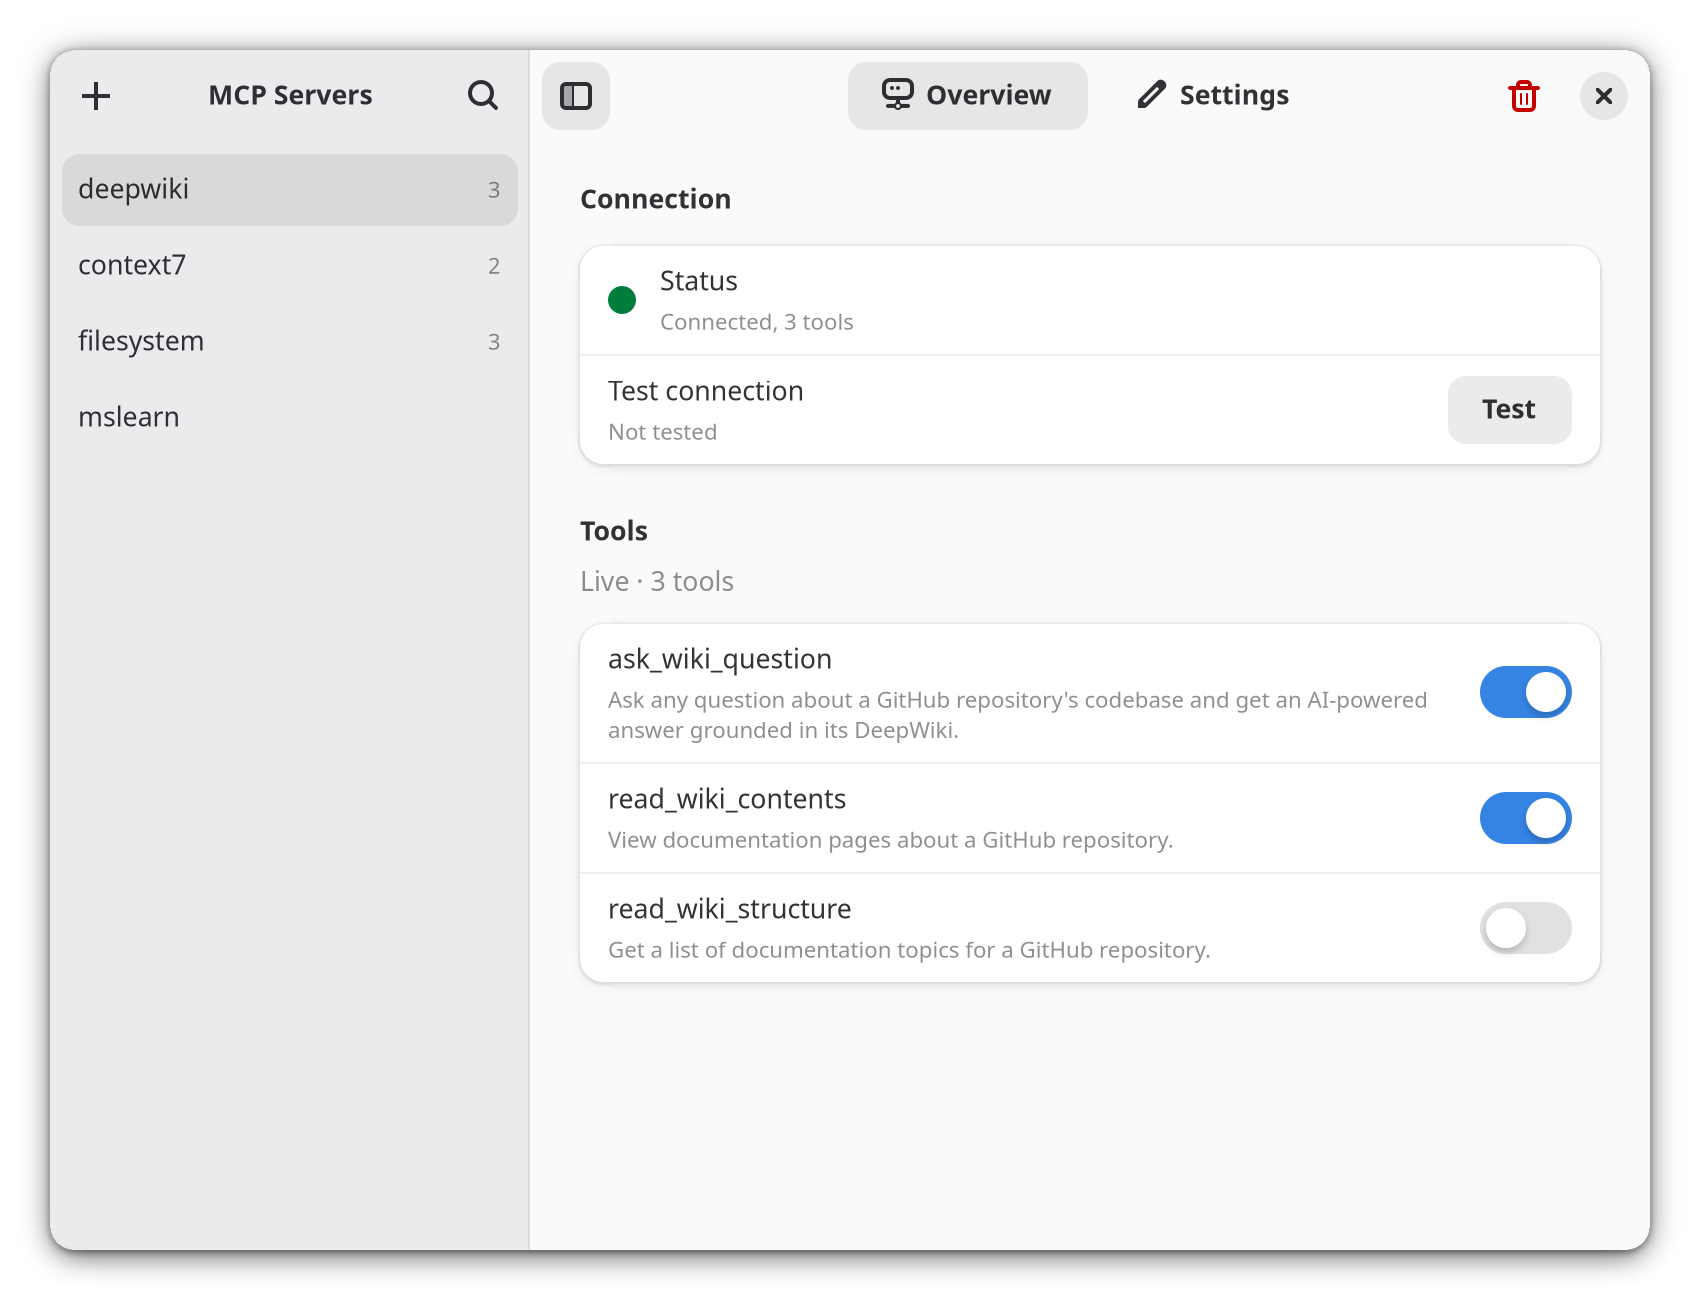 MCP Servers
deepwiki 3
context7 2
filesystem 3
mslearn
Overview
Settings
Connection
Status
Connected, 3 tools
Test connection
Not tested
Test
Tools
Live · 3 tools
ask_wiki_question
Ask any question about a GitHub repository's codebase and get an AI-powered
answer grounded in its DeepWiki.
read_wiki_contents
View documentation pages about a GitHub repository.
read_wiki_structure
Get a list of documentation topics for a GitHub repository.